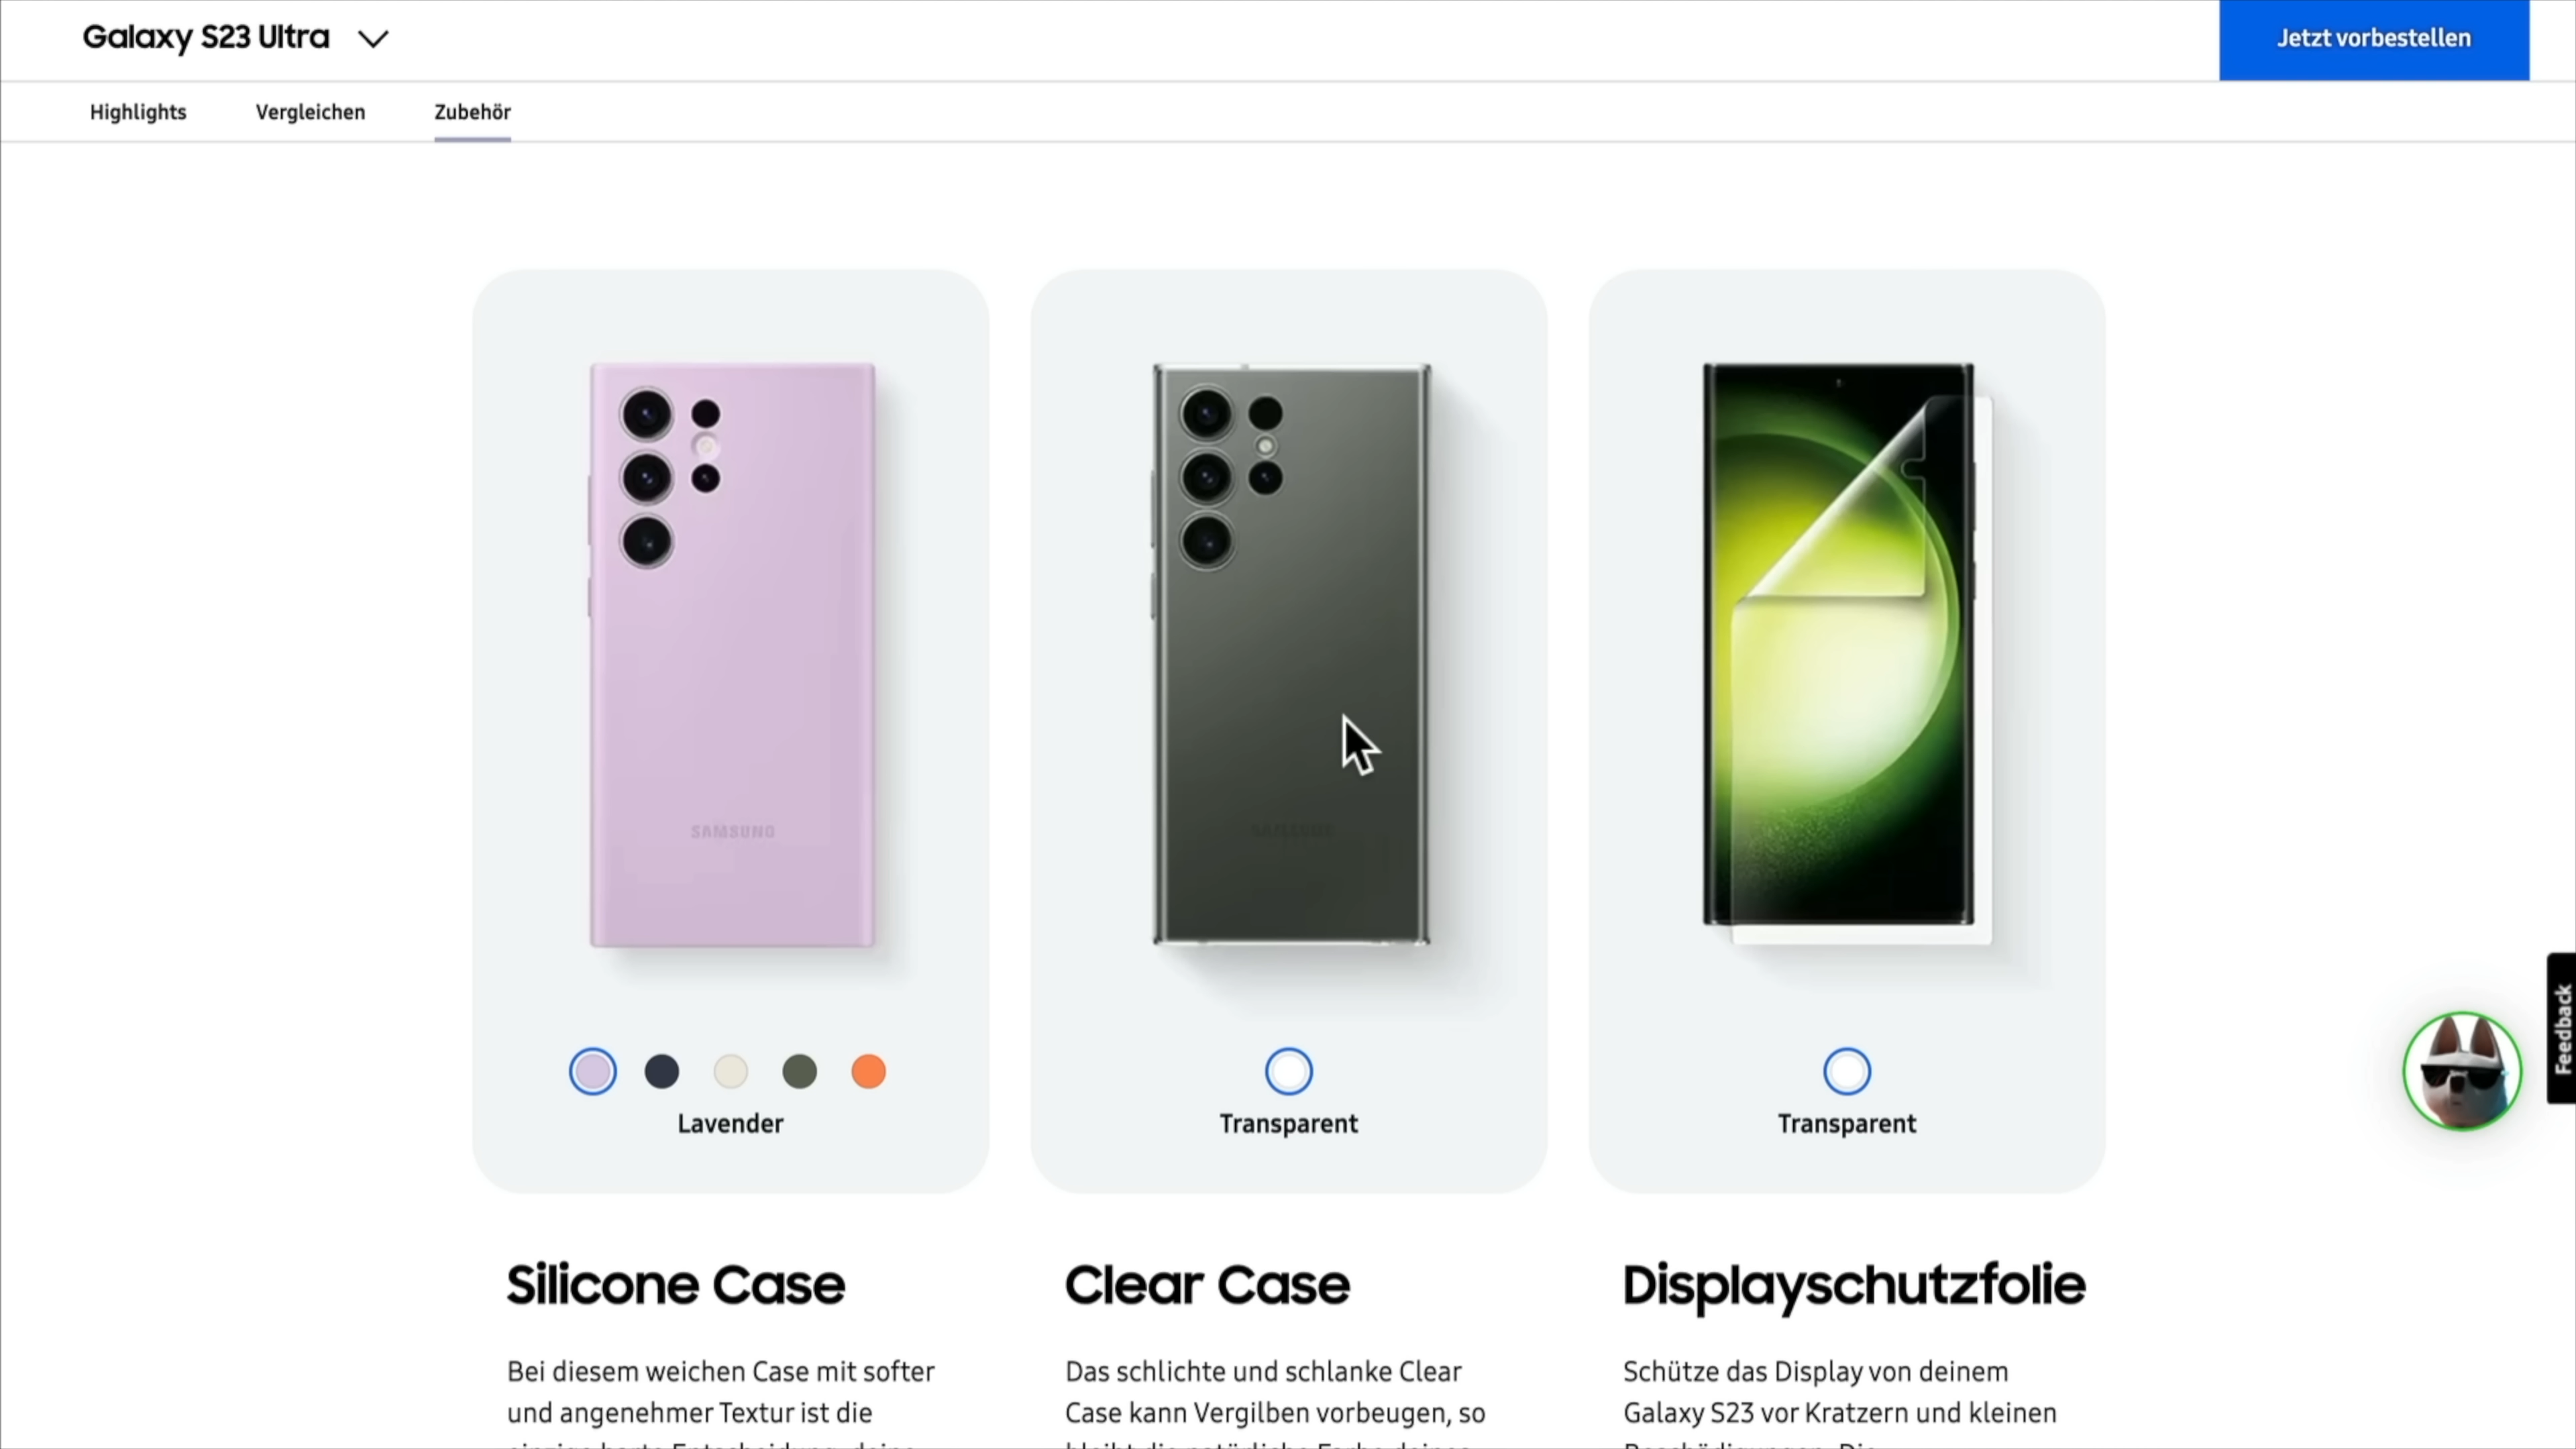 Galaxy S23 Ultra
Jetzt vorbestellen
Highlights
Vergleichen
Zubehör
SAMSUNG
SAMSUNG
Lavender
Transparent
Transparent
Feedback
Silicone Case
Bei diesem weichen Case mit softer
und angenehmer Textur ist die
Clear Case
Das schlichte und schlanke Clear
Case kann Vergilben vorbeugen, so
Displayschutzfolie
Schütze das Display von deinem
Galaxy S23 vor Kratzern und kleinen